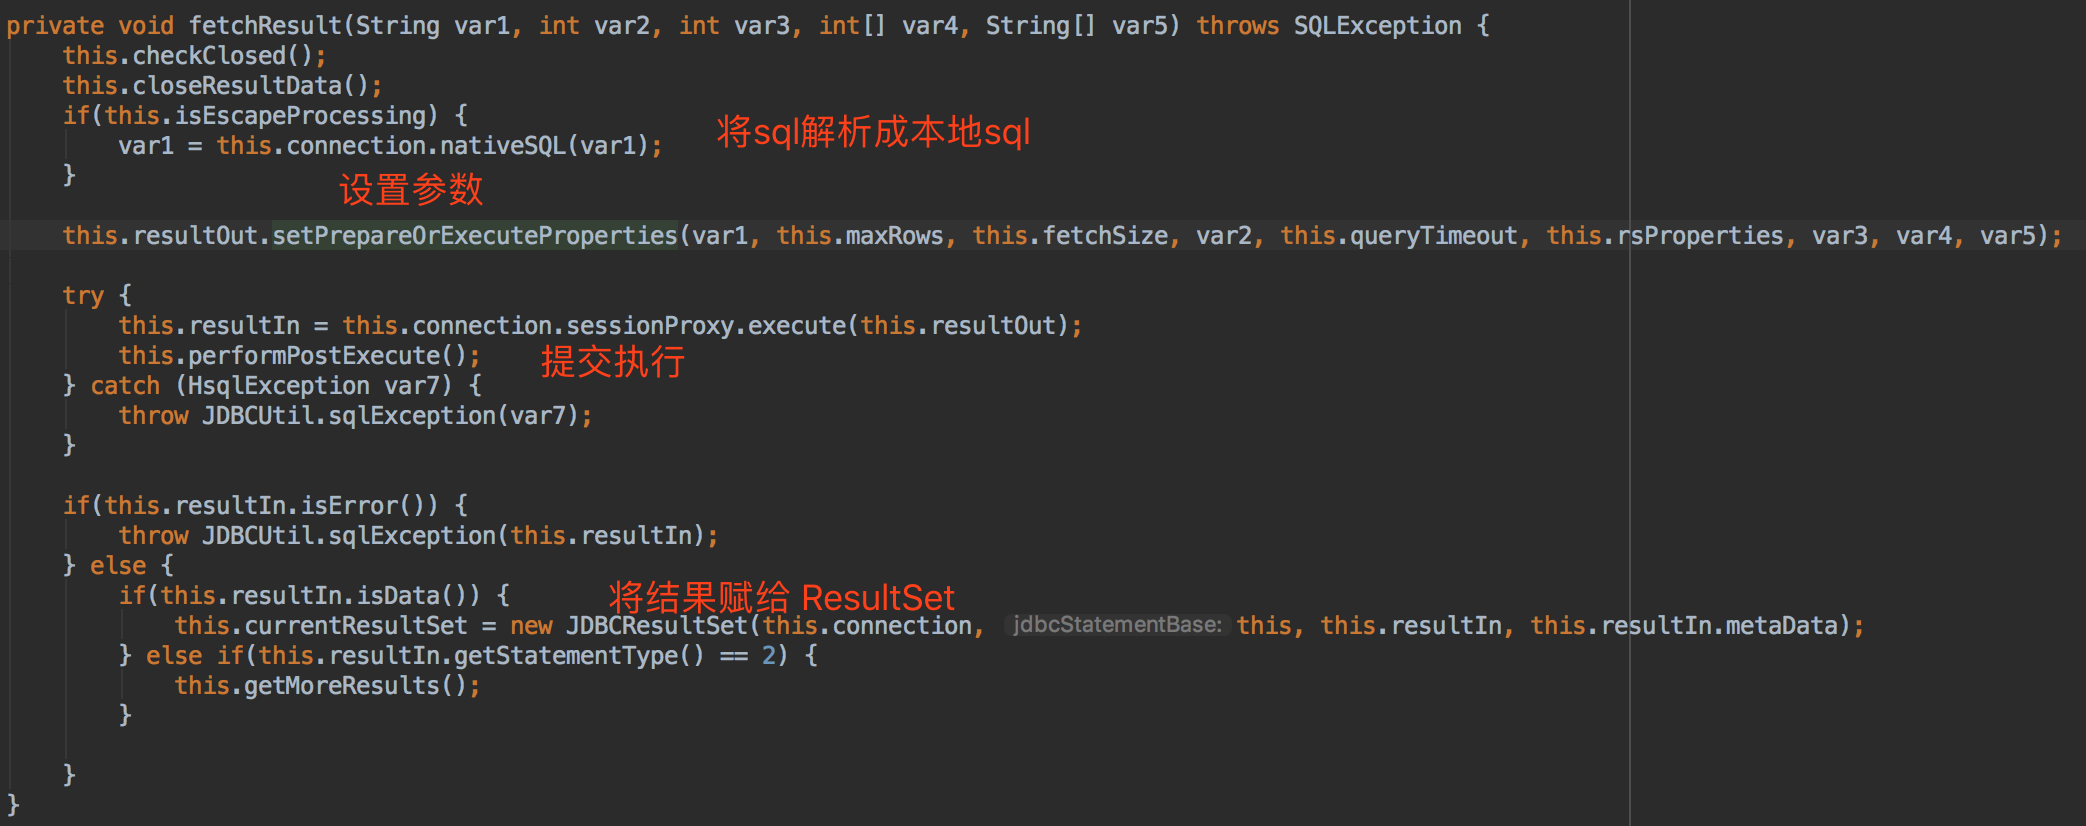 private void fetchResult(String var1, int var2, int var3, int[] var4, String[] var5) throws SQLException {
this.checkClosed();
this.closeResultData();
if(this.isEscapeProcessing) {
将sql解析成本地sql
var1 = this.connection.nativeSQL(var1);
}
设置参数
this.resultOut.setPrepareOrExecuteProperties(var1, this.maxRows, this.fetchSize, var2, this.queryTimeout, this.rsProperties, var3, var4, var5);
try {
this.resultIn = this.connection.sessionProxy.execute(this.resultOut);
this.performPostExecute();
提交执行
} catch (HsqlException var7) {
throw JDBCUtil.sqlException(var7);
}
if(this.resultIn.isError()) {
throw JDBCUtil.sqlException(this.resultIn);
} else {
if(this.resultIn.isData()) {
将结果赋给 ResultSet
this.currentResultSet = new JDBCResultSet(this.connection, jdbcStatementBase: this, this.resultIn, this.resultIn.metaData);
} else if(this.resultIn.getStatementType() == 2) {
this.getMoreResults();
}
}
}